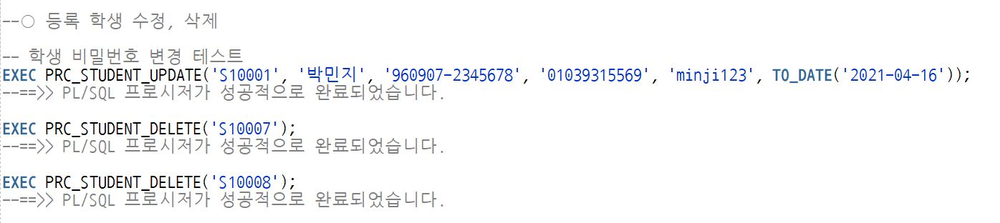 --○ 등록 학생 수정, 삭제
-- 학생 비밀번호 변경 테스트
EXEC PRC_STUDENT_UPDATE('S10001', '박민지', '960907-2345678', '01039315569', 'minji123', TO_DATE('2021-04-16'));
--==>> PL/SQL 프로시저가 성공적으로 완료되었습니다.
EXEC PRC_STUDENT_DELETE('S10007');
--==>> PL/SQL 프로시저가 성공적으로 완료되었습니다.
EXEC PRC_STUDENT_DELETE('S10008');
--==>> PL/SQL 프로시저가 성공적으로 완료되었습니다.